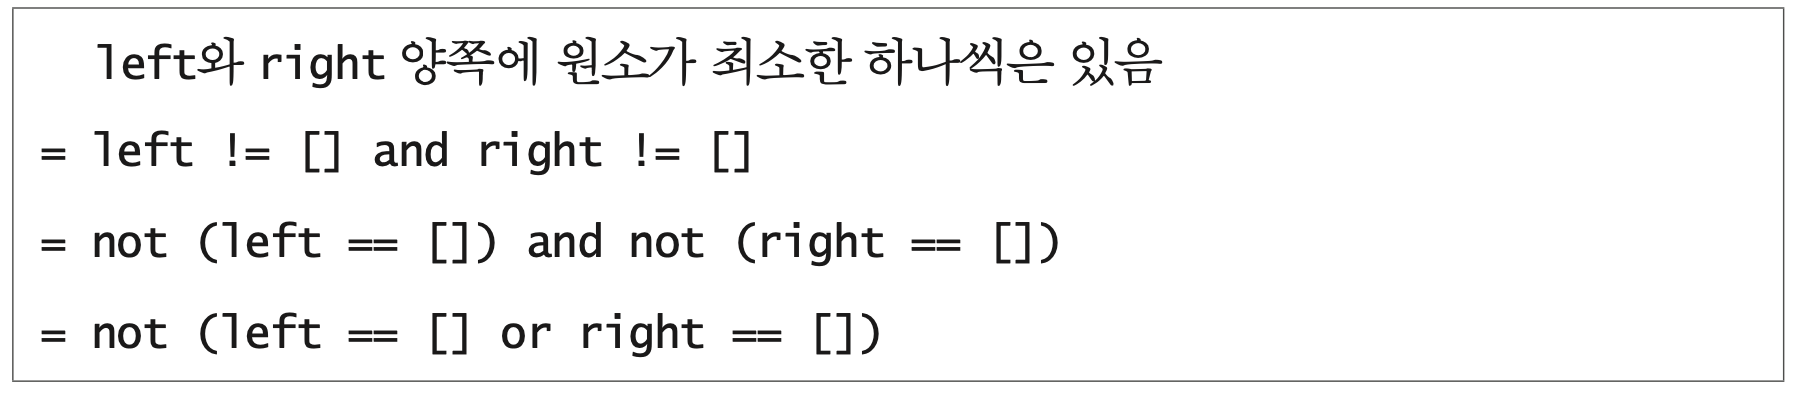 left와 right 양쪽에 원소가 최소한 하나씩은 있음
= left != [] and right != []
= not (left == []) and not (right == [])
= not (left == [] or right == [])